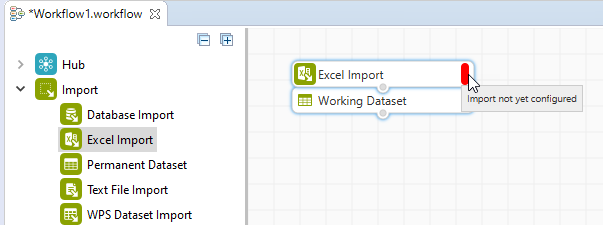 *Workflow1.workflow
Hub
Import
Database Import
Excel Import
Permanent Dataset
Text File Import
WPS Dataset Import
Excel Import
Working Dataset
Import not yet configured